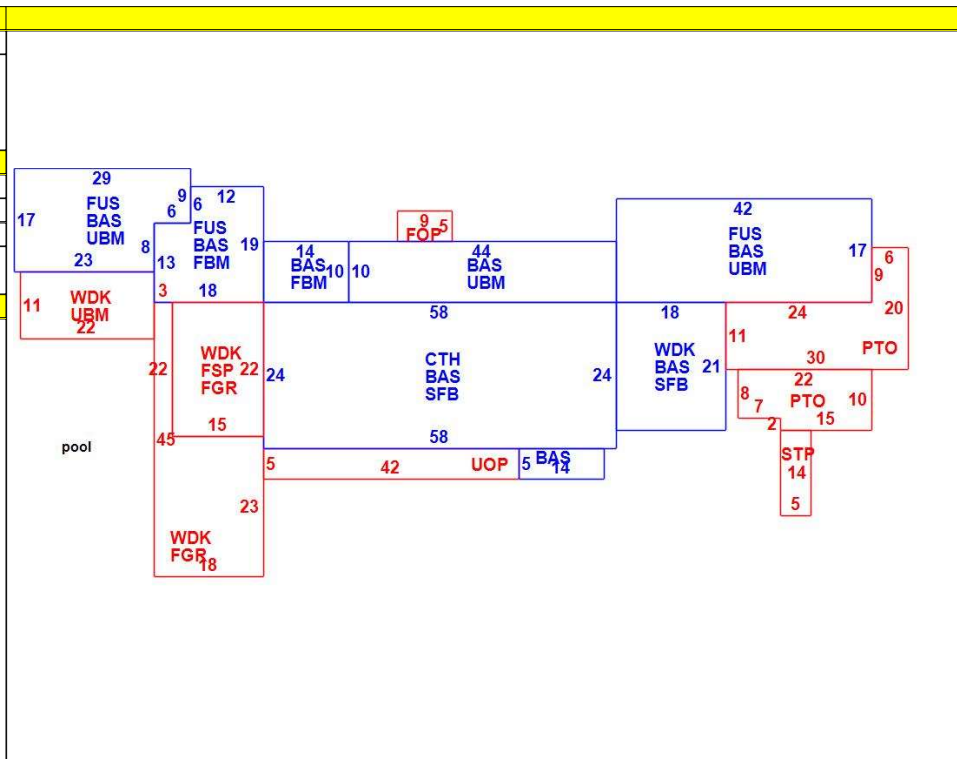 29
9
12
6
6
17
FUS
BAS
UBM
8
23
FUS
BAS
FBM
19
13
3
18
11
WDK
UBM
22
9
5
FOP
14
BAS
FBM
10
10
44
BAS
UBM
42
FUS
BAS
UBM
17
6
9
20
22
WDK
FSP
FGR
22
15
45
58
24
CTH
BAS
SFB
24
58
18
WDK
BAS
SFB
21
24
11
30
PTO
8
22
PTO
10
7
15
2
STP
14
5
pool
5
42
UOP
5
BAS
14
23
WDK
FGR
18